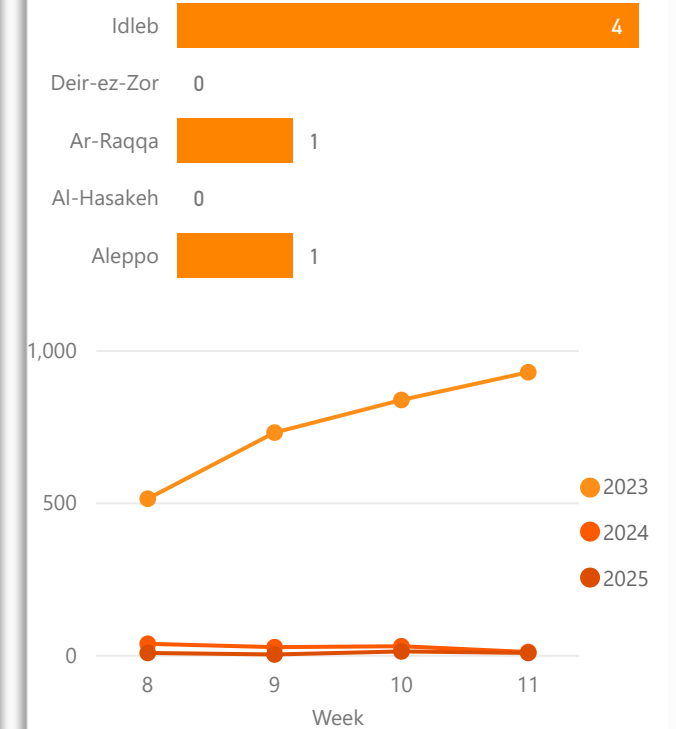 Idleb 4
Deir-ez-Zor 0
Ar-Raqqa 1
Al-Hasakeh 0
Aleppo 1
1,000
500
0
2023
2024
2025
8 9 10 11
Week